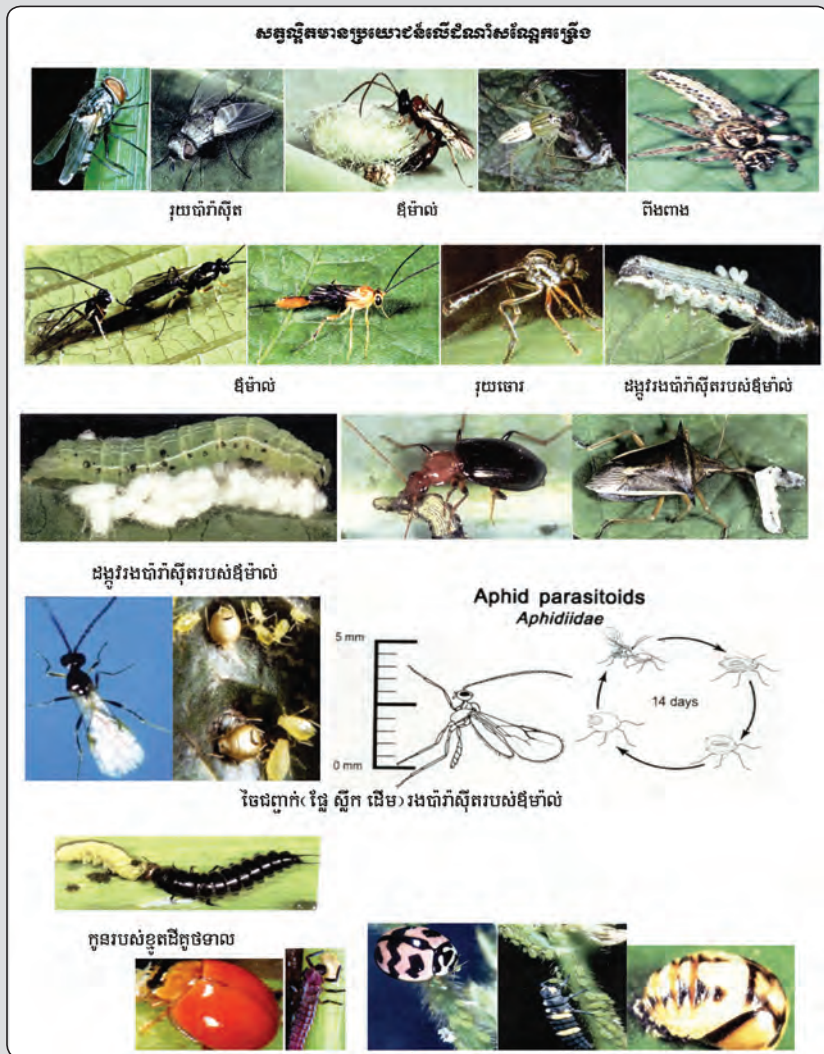 សត្វល្អិតមានប្រយោជន៍លើដំណាំសណ្តែកទ្រើង
រុយប៉ារ៉ាស៊ីត ឪម៉ាល់ ពីងពាង
ឪម៉ាល់ រុយចោរ ដង្កូវរងប៉ារ៉ាស៊ីតរបស់ឪម៉ាល់
ដង្កូវរងប៉ារ៉ាស៊ីតរបស់ឪម៉ាល់
Aphid parasitoids
Aphidiidae
5 mm
14 days
0 mm
ចៃជញ្ជាក់(ផ្លែ ស្លឹក ដើម)រងប៉ារ៉ាស៊ីតរបស់ឪម៉ាល់
កូនរបស់ខ្មូតដីគូថទាល